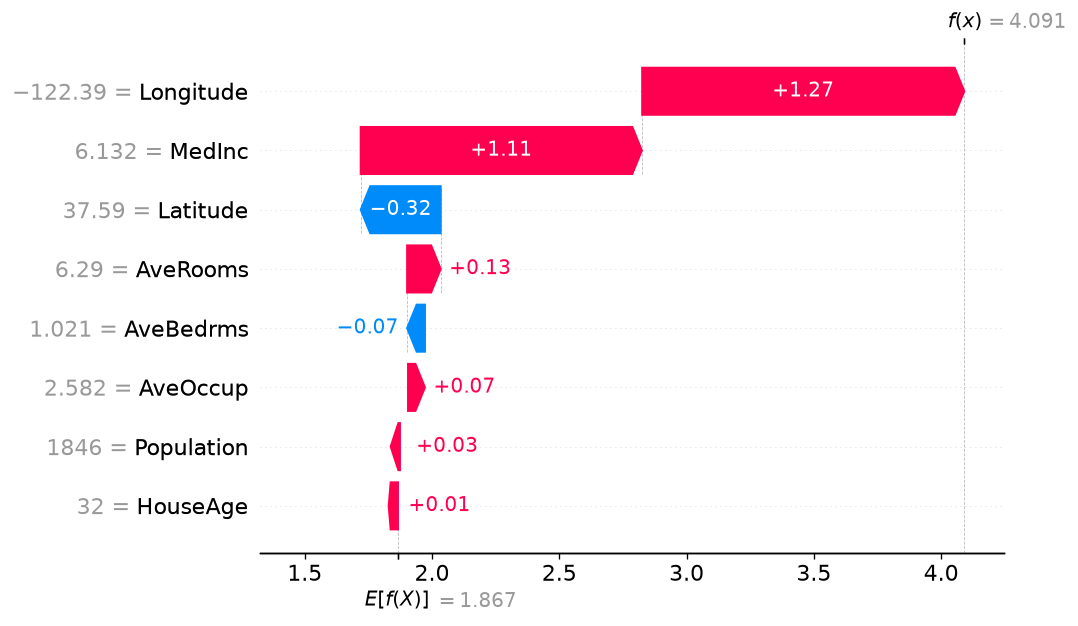 f(x) = 4.091
−122.39 = Longitude
+1.27
6.132 = MedInc
+1.11
37.59 = Latitude
−0.32
6.29 = AveRooms
+0.13
1.021 = AveBedrms
−0.07
2.582 = AveOccup
+0.07
1846 = Population
+0.03
32 = HouseAge
+0.01
1.5 2.0 2.5 3.0 3.5 4.0
E[f(X)] = 1.867